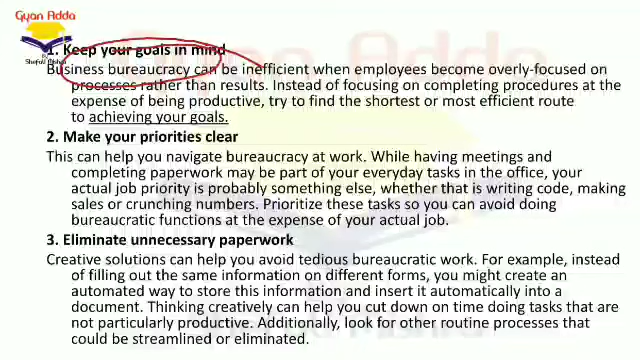 Gyan Adda
By
Shefali Mishra
1. Keep your goals in mind
Business bureaucracy can be inefficient when employees become overly-focused on
processes rather than results. Instead of focusing on completing procedures at the
expense of being productive, try to find the shortest or most efficient route
to achieving your goals.
2. Make your priorities clear
This can help you navigate bureaucracy at work. While having meetings and
completing paperwork may be part of your everyday tasks in the office, your
actual job priority is probably something else, whether that is writing code, making
sales or crunching numbers. Prioritize these tasks so you can avoid doing
bureaucratic functions at the expense of your actual job.
3. Eliminate unnecessary paperwork
Creative solutions can help you avoid tedious bureaucratic work. For example, instead
of filling out the same information on different forms, you might create an
automated way to store this information and insert it automatically into a
document. Thinking creatively can help you cut down on time doing tasks that are
not particularly productive. Additionally, look for other routine processes that
could be streamlined or eliminated.